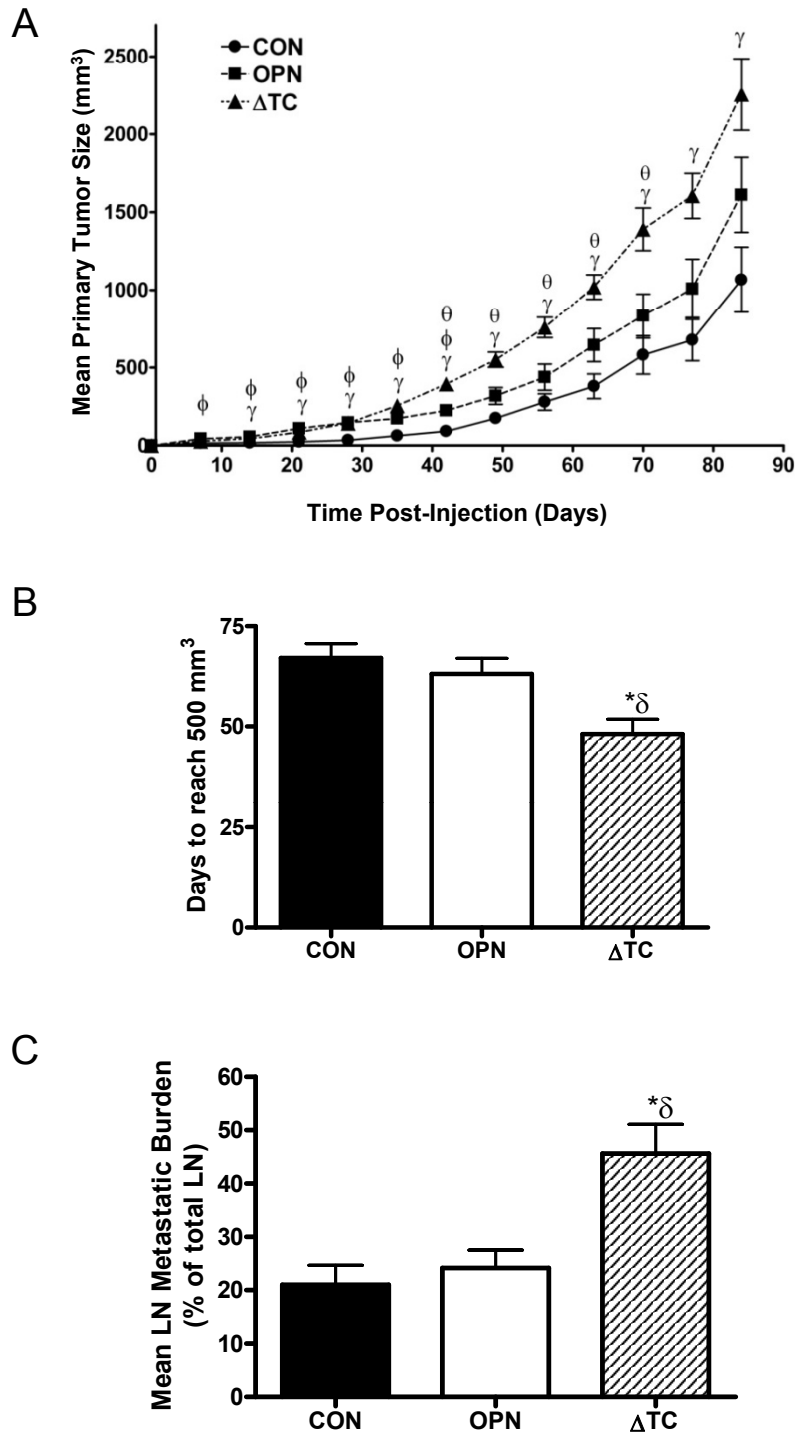 A
CON
OPN
ΔTC
Mean Primary Tumor Size (mm³)
2500
2000
1500
1000
500
0
ϕ
ϕ
γ
ϕ
γ
ϕ
γ
ϕ
γ
θ
ϕ
γ
θ
γ
θ
γ
θ
γ
θ
γ
γ
γ
0 10 20 30 40 50 60 70 80 90
Time Post-Injection (Days)
B
Days to reach 500 mm³
75
50
25
0
*δ
CON OPN ΔTC
C
Mean LN Metastatic Burden
(% of total LN)
60
50
40
30
20
10
0
*δ
CON OPN ΔTC